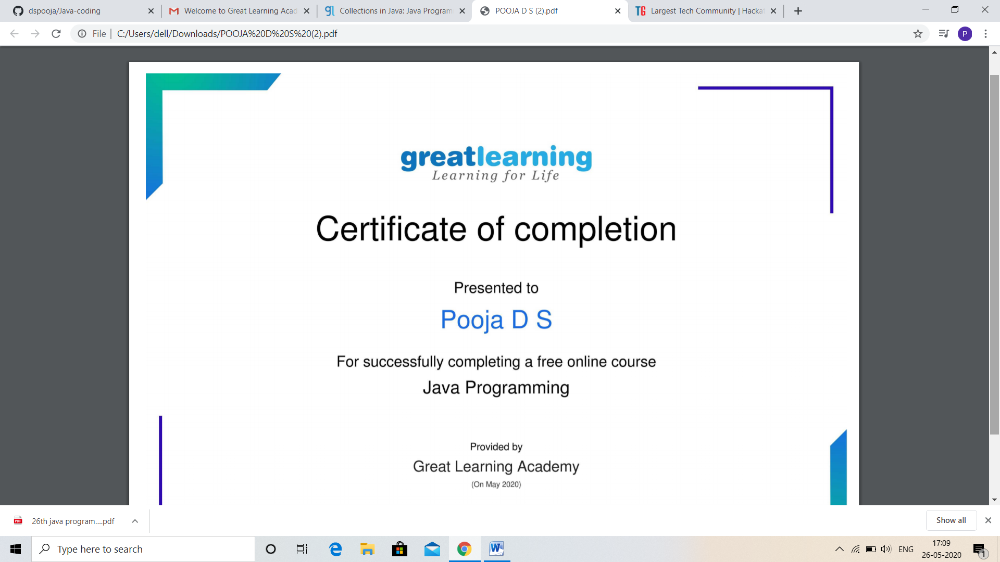 dspooja/Java-coding
Welcome to Great Learning Acad
Collections in Java: Java Program
POOJA D S (2).pdf
Largest Tech Community | Hacka
File | C:/Users/dell/Downloads/POOJA%20D%20S%20(2).pdf
P
greatlearning
Learning for Life
Certificate of completion
Presented to
Pooja D S
For successfully completing a free online course
Java Programming
Provided by
Great Learning Academy
(On May 2020)
PDF
26th java program....pdf
Show all
Type here to search
ENG
17:09
26-05-2020
1